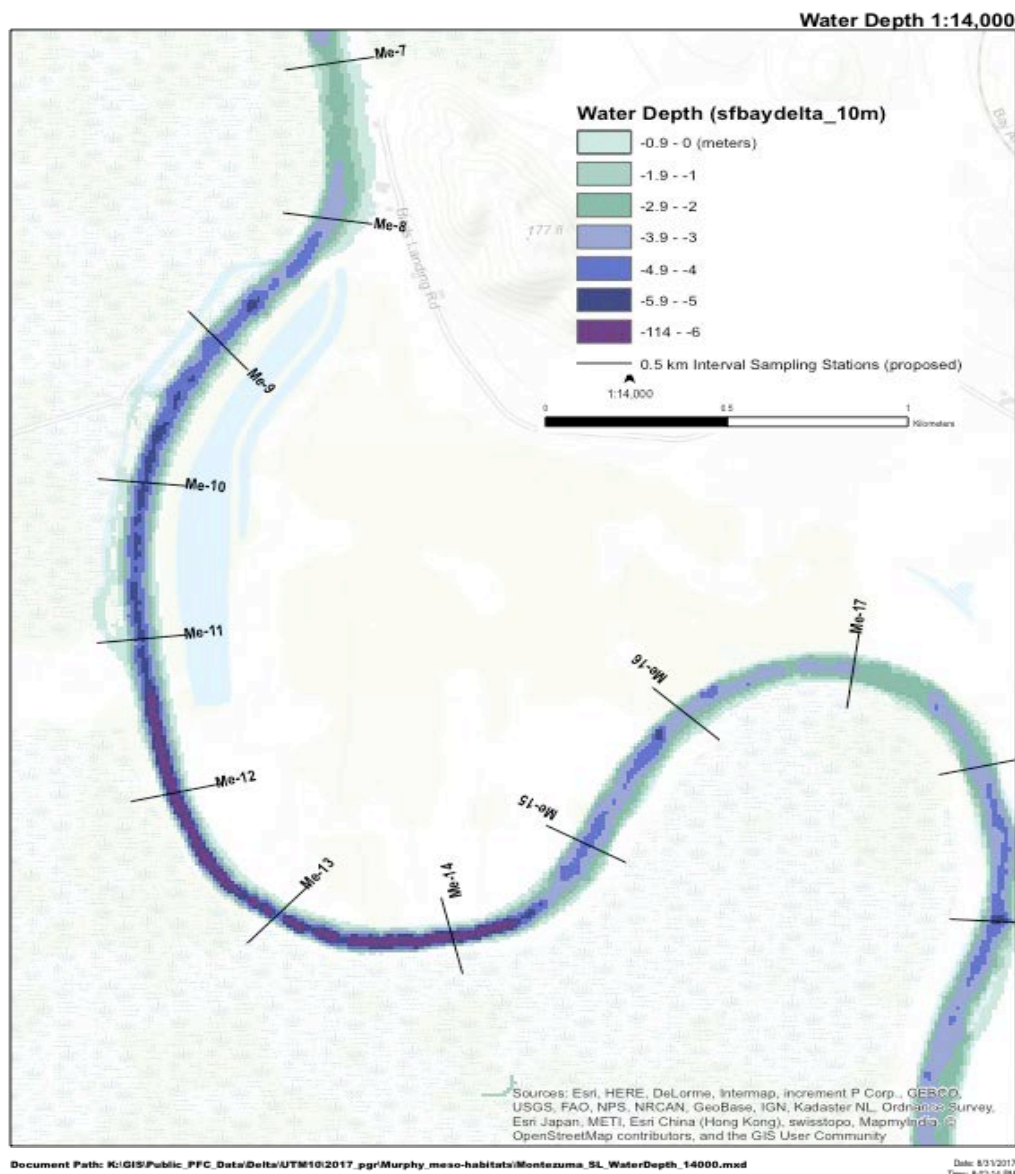 Water Depth 1:14,000
Me-7
Water Depth (sfbaydelta_10m)
-0.9 - 0 (meters)
-1.9 - -1
-2.9 - -2
-3.9 - -3
-4.9 - -4
-5.9 - -5
-114 - -6
0.5 km Interval Sampling Stations (proposed)
1:14,000
0 0.5 1
Kilometers
Me-8
Birds Landing Rd
177 ft
Me-9
Me-10
Me-11
Me-12
Me-13
Me-14
Me-15
Me-16
Me-17
Sources: Esri, HERE, DeLorme, Intermap, increment P Corp., GEBCO,
USGS, FAO, NPS, NRCAN, GeoBase, IGN, Kadaster NL, Ordnance Survey,
Esri Japan, METI, Esri China (Hong Kong), swisstopo, MapmyIndia, ©
OpenStreetMap contributors, and the GIS User Community
Document Path: K:\GIS\Public_PFC_Data\Delta\UTM10\2017_pgr\Murphy_meso-habitats\Montezuma_SL_WaterDepth_14000.mxd
Date: 8/31/2017